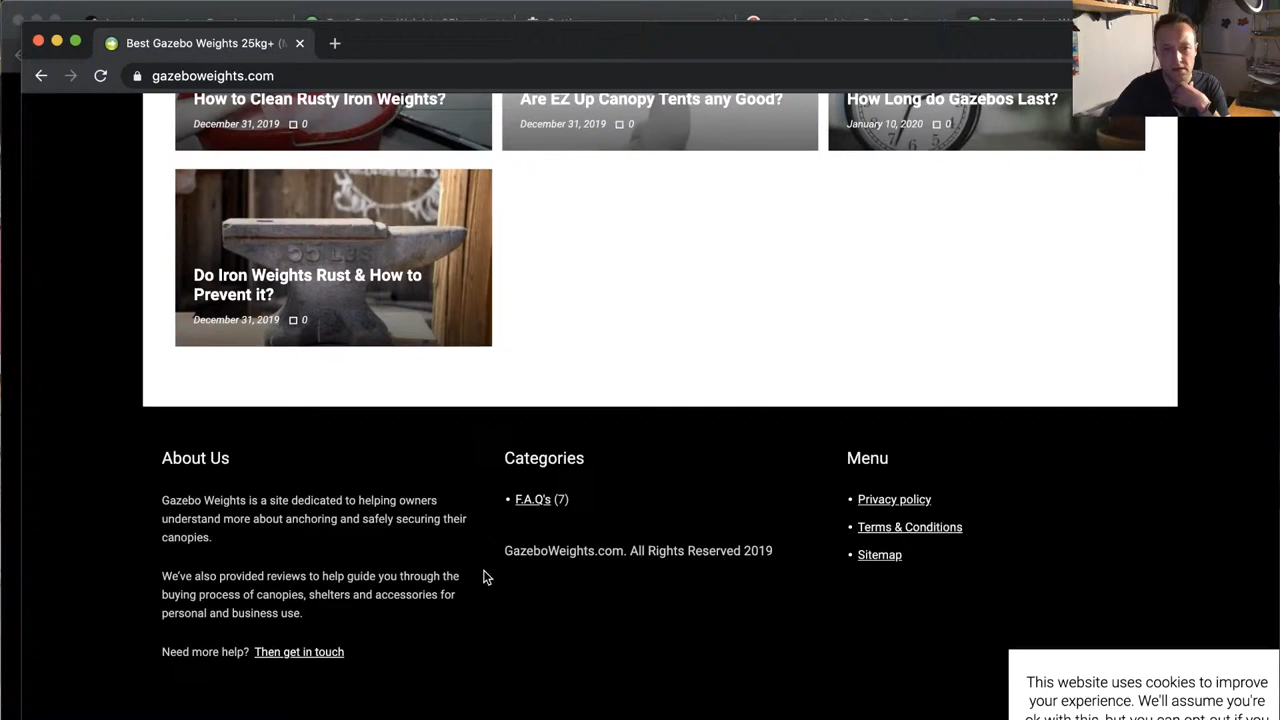 Best Gazebo Weights 25kg+ (
gazeboweights.com
How to Clean Rusty Iron Weights?
December 31, 2019 0
Are EZ Up Canopy Tents any Good?
December 31, 2019 0
How Long do Gazebos Last?
January 10, 2020 0
55 LBS
Do Iron Weights Rust & How to
Prevent it?
December 31, 2019 0
About Us
Gazebo Weights is a site dedicated to helping owners
understand more about anchoring and safely securing their
canopies.
We've also provided reviews to help guide you through the
buying process of canopies, shelters and accessories for
personal and business use.
Need more help? Then get in touch
Categories
• F.A.Q's (7)
GazeboWeights.com. All Rights Reserved 2019
Menu
• Privacy policy
• Terms & Conditions
• Sitemap
This website uses cookies to improve
your experience. We'll assume you're
ok with this, but you can opt-out if you